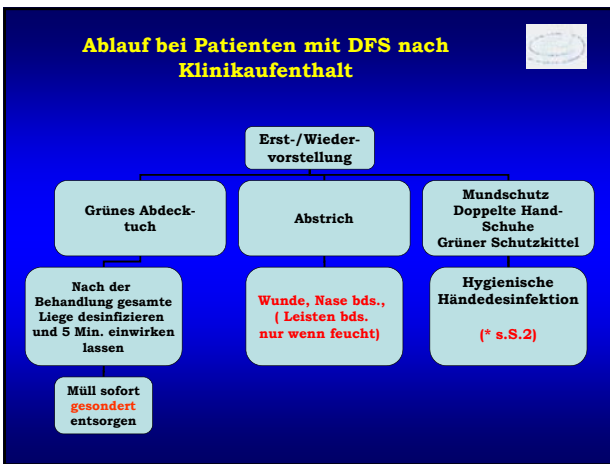 Ablauf bei Patienten mit DFS nach
Klinikaufenthalt
Erst-/Wieder-
vorstellung
Grünes Abdeck-
tuch
Abstrich
Mundschutz
Doppelte Hand-
Schuhe
Grüner Schutzkittel
Nach der
Behandlung gesamte
Liege desinfizieren
und 5 Min. einwirken
lassen
Wunde, Nase bds.,
( Leisten bds.
nur wenn feucht)
Hygienische
Händedesinfektion
(* s.S.2)
Müll sofort
gesondert
entsorgen